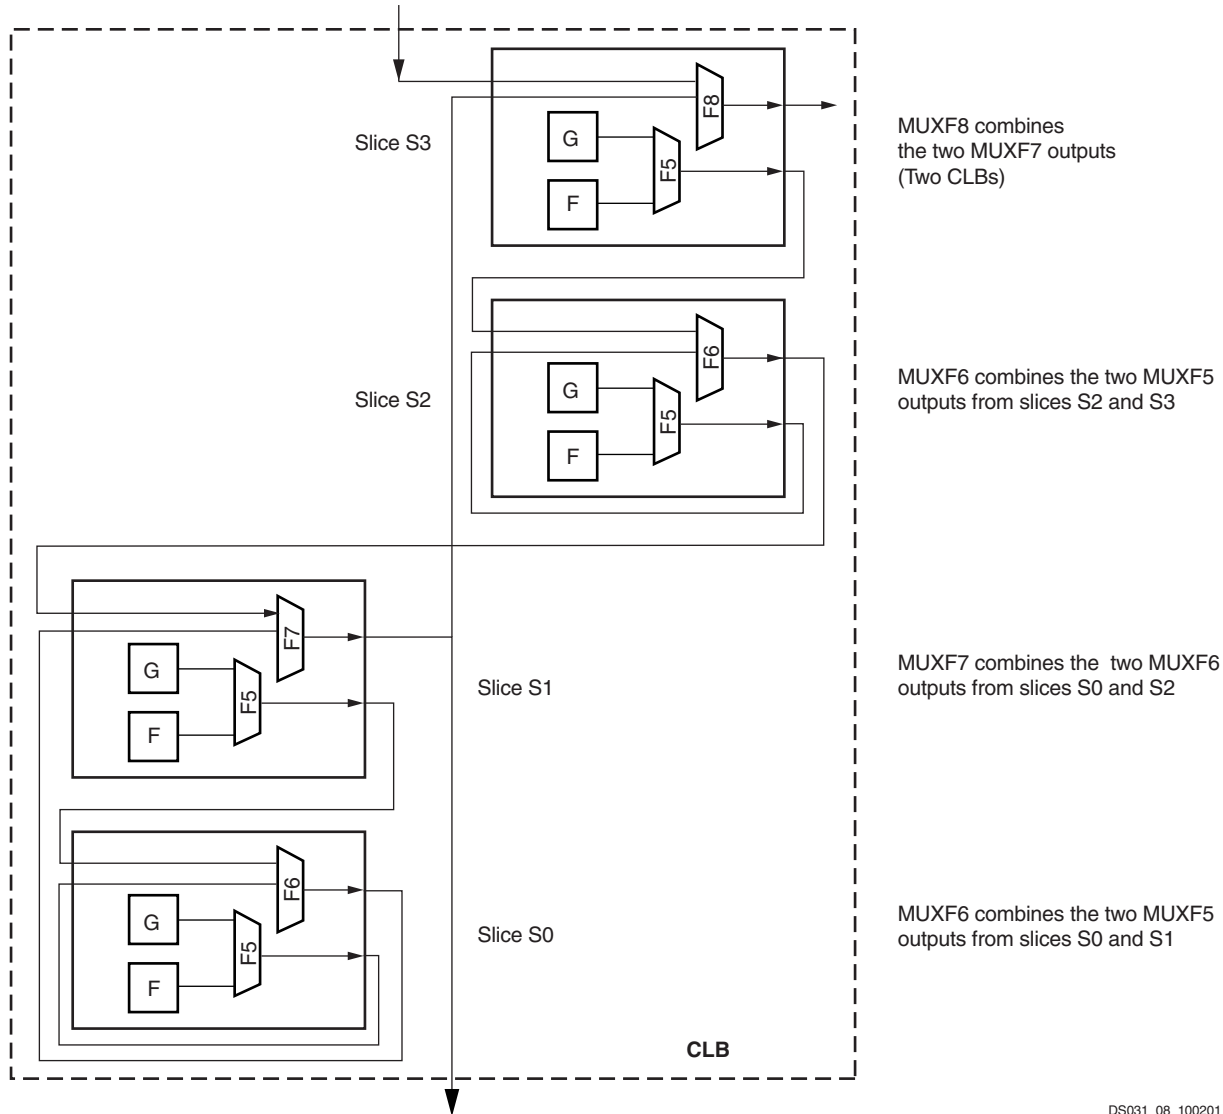 F8
G
F5
F
Slice S3
MUXF8 combines
the two MUXF7 outputs
(Two CLBs)
F6
G
F5
F
Slice S2
MUXF6 combines the two MUXF5
outputs from slices S2 and S3
F7
G
F5
F
Slice S1
MUXF7 combines the two MUXF6
outputs from slices S0 and S2
F6
G
F5
F
Slice S0
MUXF6 combines the two MUXF5
outputs from slices S0 and S1
CLB
DS031_08_100201